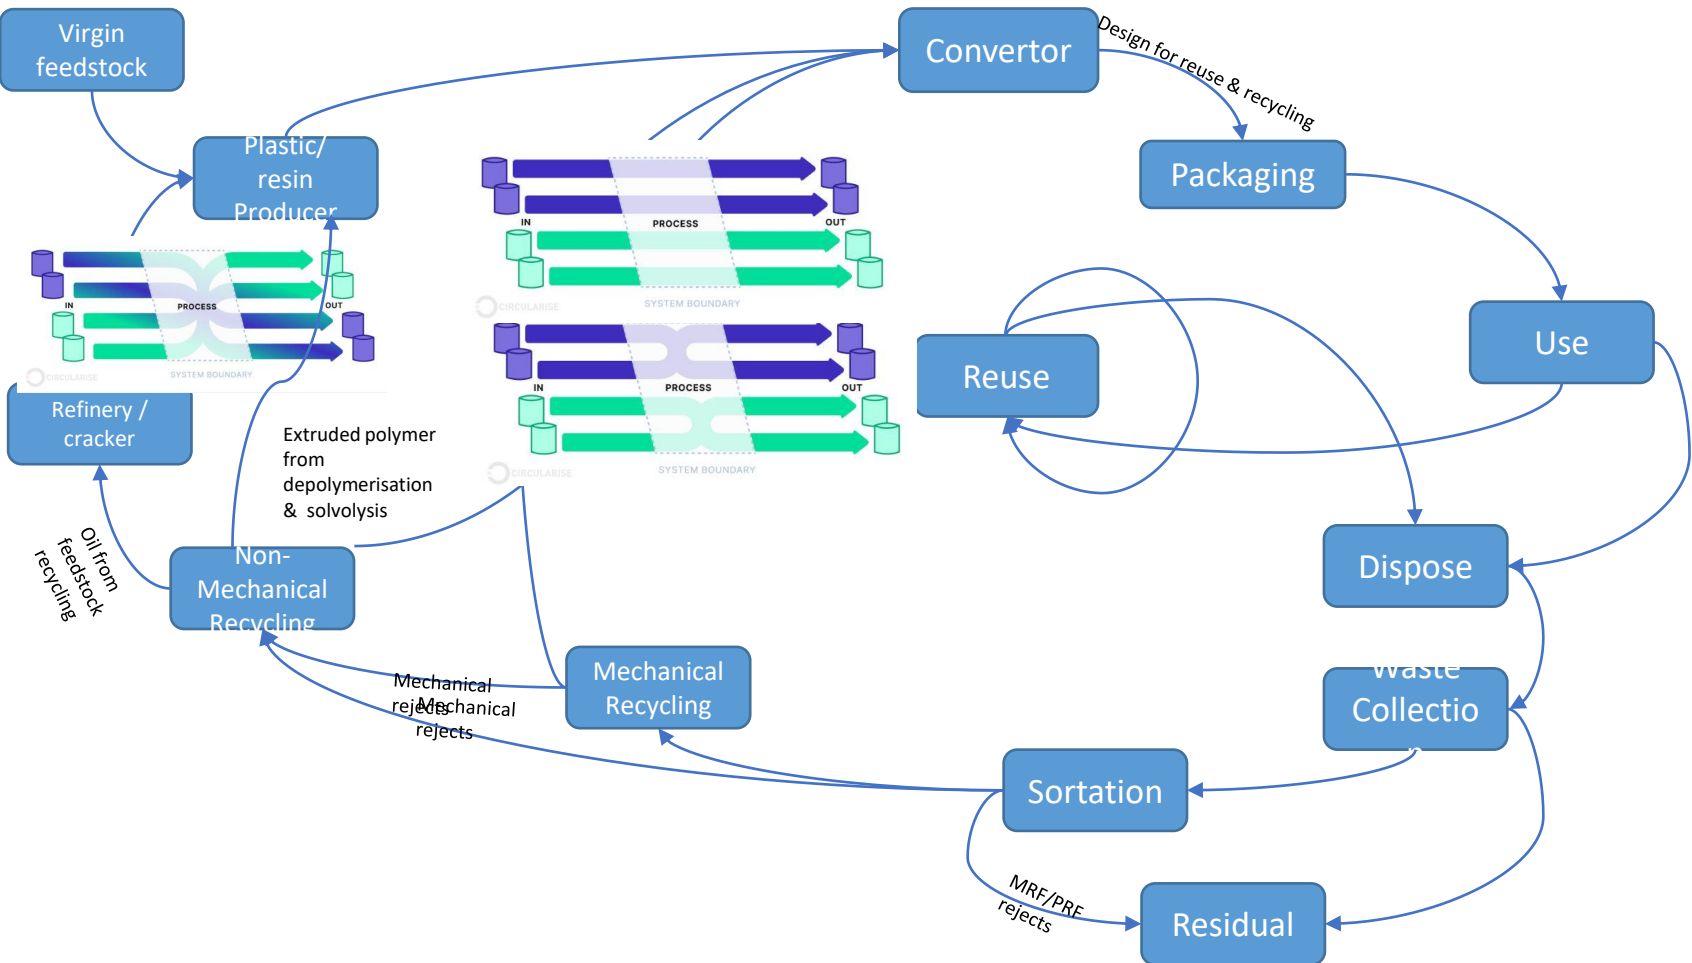 Virgin
feedstock
Convertor
Design for reuse & recycling
Plastic/
resin
Producer
Packaging
IN
PROCESS
OUT
CIRCULARISE
SYSTEM BOUNDARY
IN
PROCESS
OUT
CIRCULARISE
SYSTEM BOUNDARY
IN
PROCESS
OUT
CIRCULARISE
SYSTEM BOUNDARY
Use
Reuse
Refinery /
cracker
Extruded polymer
from
depolymerisation
& solvolysis
Oil from
feedstock
recycling
Non-
Mechanical
Recycling
Dispose
Mechanical
rejects
Mechanical
rejects
Mechanical
Recycling
Waste
Collectio
n
Sortation
MRF/PRF
rejects
Residual